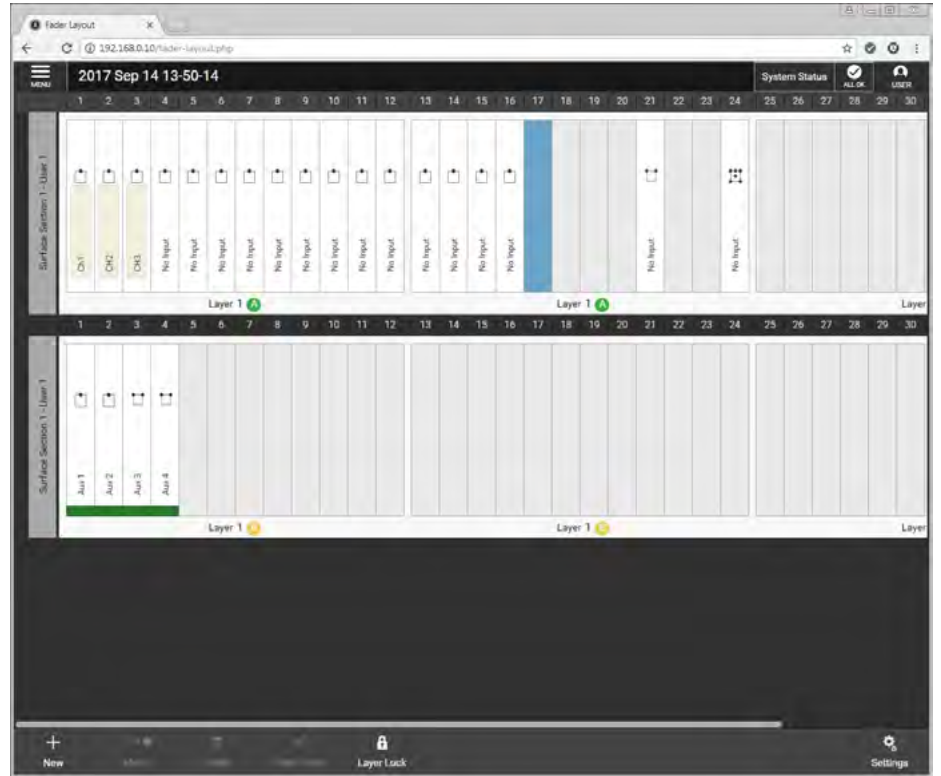 Fader Layout
192.168.0.10/fader-layout.php
MENU
2017 Sep 14 13-50-14
System Status
ALL OK
USER
1 2 3 4 5 6 7 8 9 10 11 12 13 14 15 16 17 18 19 20 21 22 23 24 25 26 27 28 29 30
Surface Section 1 - User 1
Ch1 CH2 CH3 No Input No Input No Input No Input No Input No Input No Input No Input No Input No Input No Input No Input No Input No Input No Input
Layer 1 A Layer 1 A Layer
1 2 3 4 5 6 7 8 9 10 11 12 13 14 15 16 17 18 19 20 21 22 23 24 25 26 27 28 29 30
Surface Section 1 - User 1
Aux 1 Aux 2 Aux 3 Aux 4
Layer 1 Layer 1 Layer
New
Layer Lock
Settings